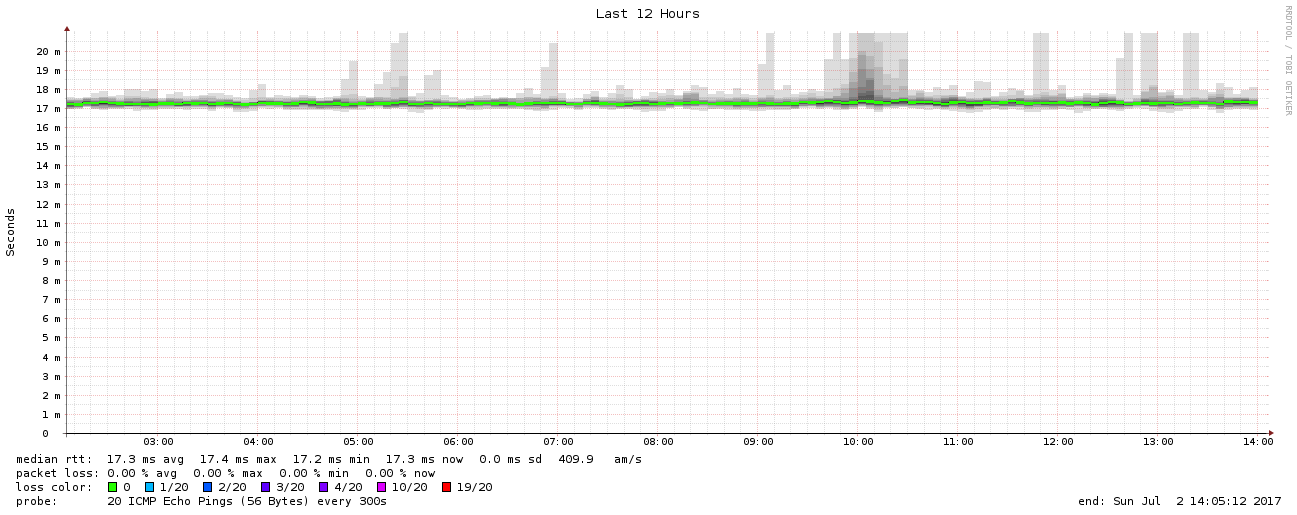 Last 12 Hours
RRDTOOL / TOBI OETIKER
Seconds
20 m
19 m
18 m
17 m
16 m
15 m
14 m
13 m
12 m
11 m
10 m
9 m
8 m
7 m
6 m
5 m
4 m
3 m
2 m
1 m
0
03:00 04:00 05:00 06:00 07:00 08:00 09:00 10:00 11:00 12:00 13:00 14:00
median rtt: 17.3 ms avg 17.4 ms max 17.2 ms min 17.3 ms now 0.0 ms sd 409.9 am/s
packet loss: 0.00 % avg 0.00 % max 0.00 % min 0.00 % now
loss color: 0 1/20 2/20 3/20 4/20 10/20 19/20
probe: 20 ICMP Echo Pings (56 Bytes) every 300s end: Sun Jul 2 14:05:12 2017